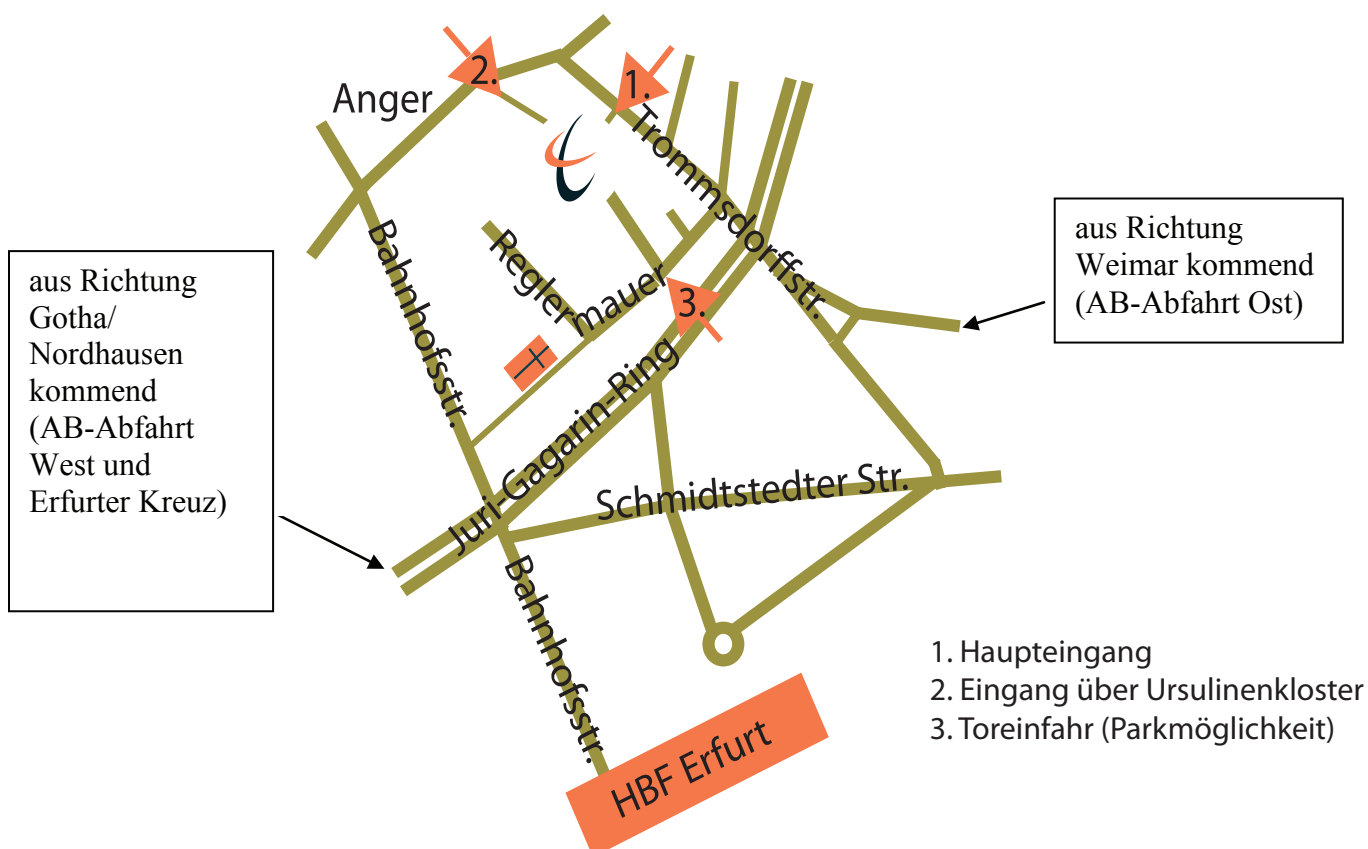 2.
1.
Anger
Trommsdorffstr.
Bahnhofsstr.
Regler
mauer
3.
aus Richtung
Gotha/
Nordhausen
kommend
(AB-Abfahrt
West und
Erfurter Kreuz)
aus Richtung
Weimar kommend
(AB-Abfahrt Ost)
Juri-Gagarin-Ring
Schmidtstedter Str.
Bahnhofsstr.
HBF Erfurt
1. Haupteingang
2. Eingang über Ursulinenkloster
3. Toreinfahr (Parkmöglichkeit)